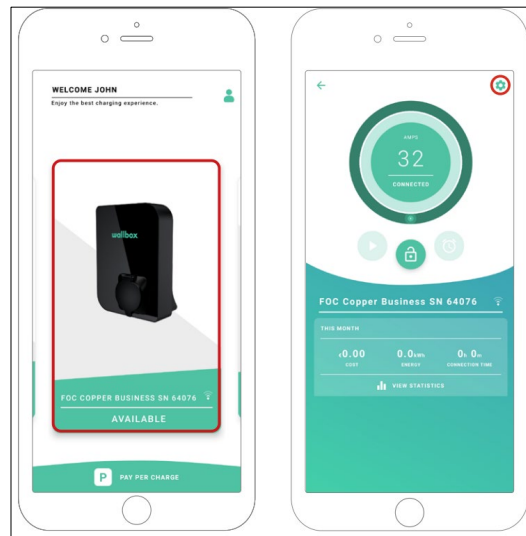 WELCOME JOHN
Enjoy the best charging experience.
wallbox
FOC COPPER BUSINESS SN 64076
AVAILABLE
P PAY PER CHARGE
AMPS
32
CONNECTED
FOC Copper Business SN 64076
THIS MONTH
€0.00 0.0kWh 0h 0m
COST ENERGY CONNECTION TIME
VIEW STATISTICS